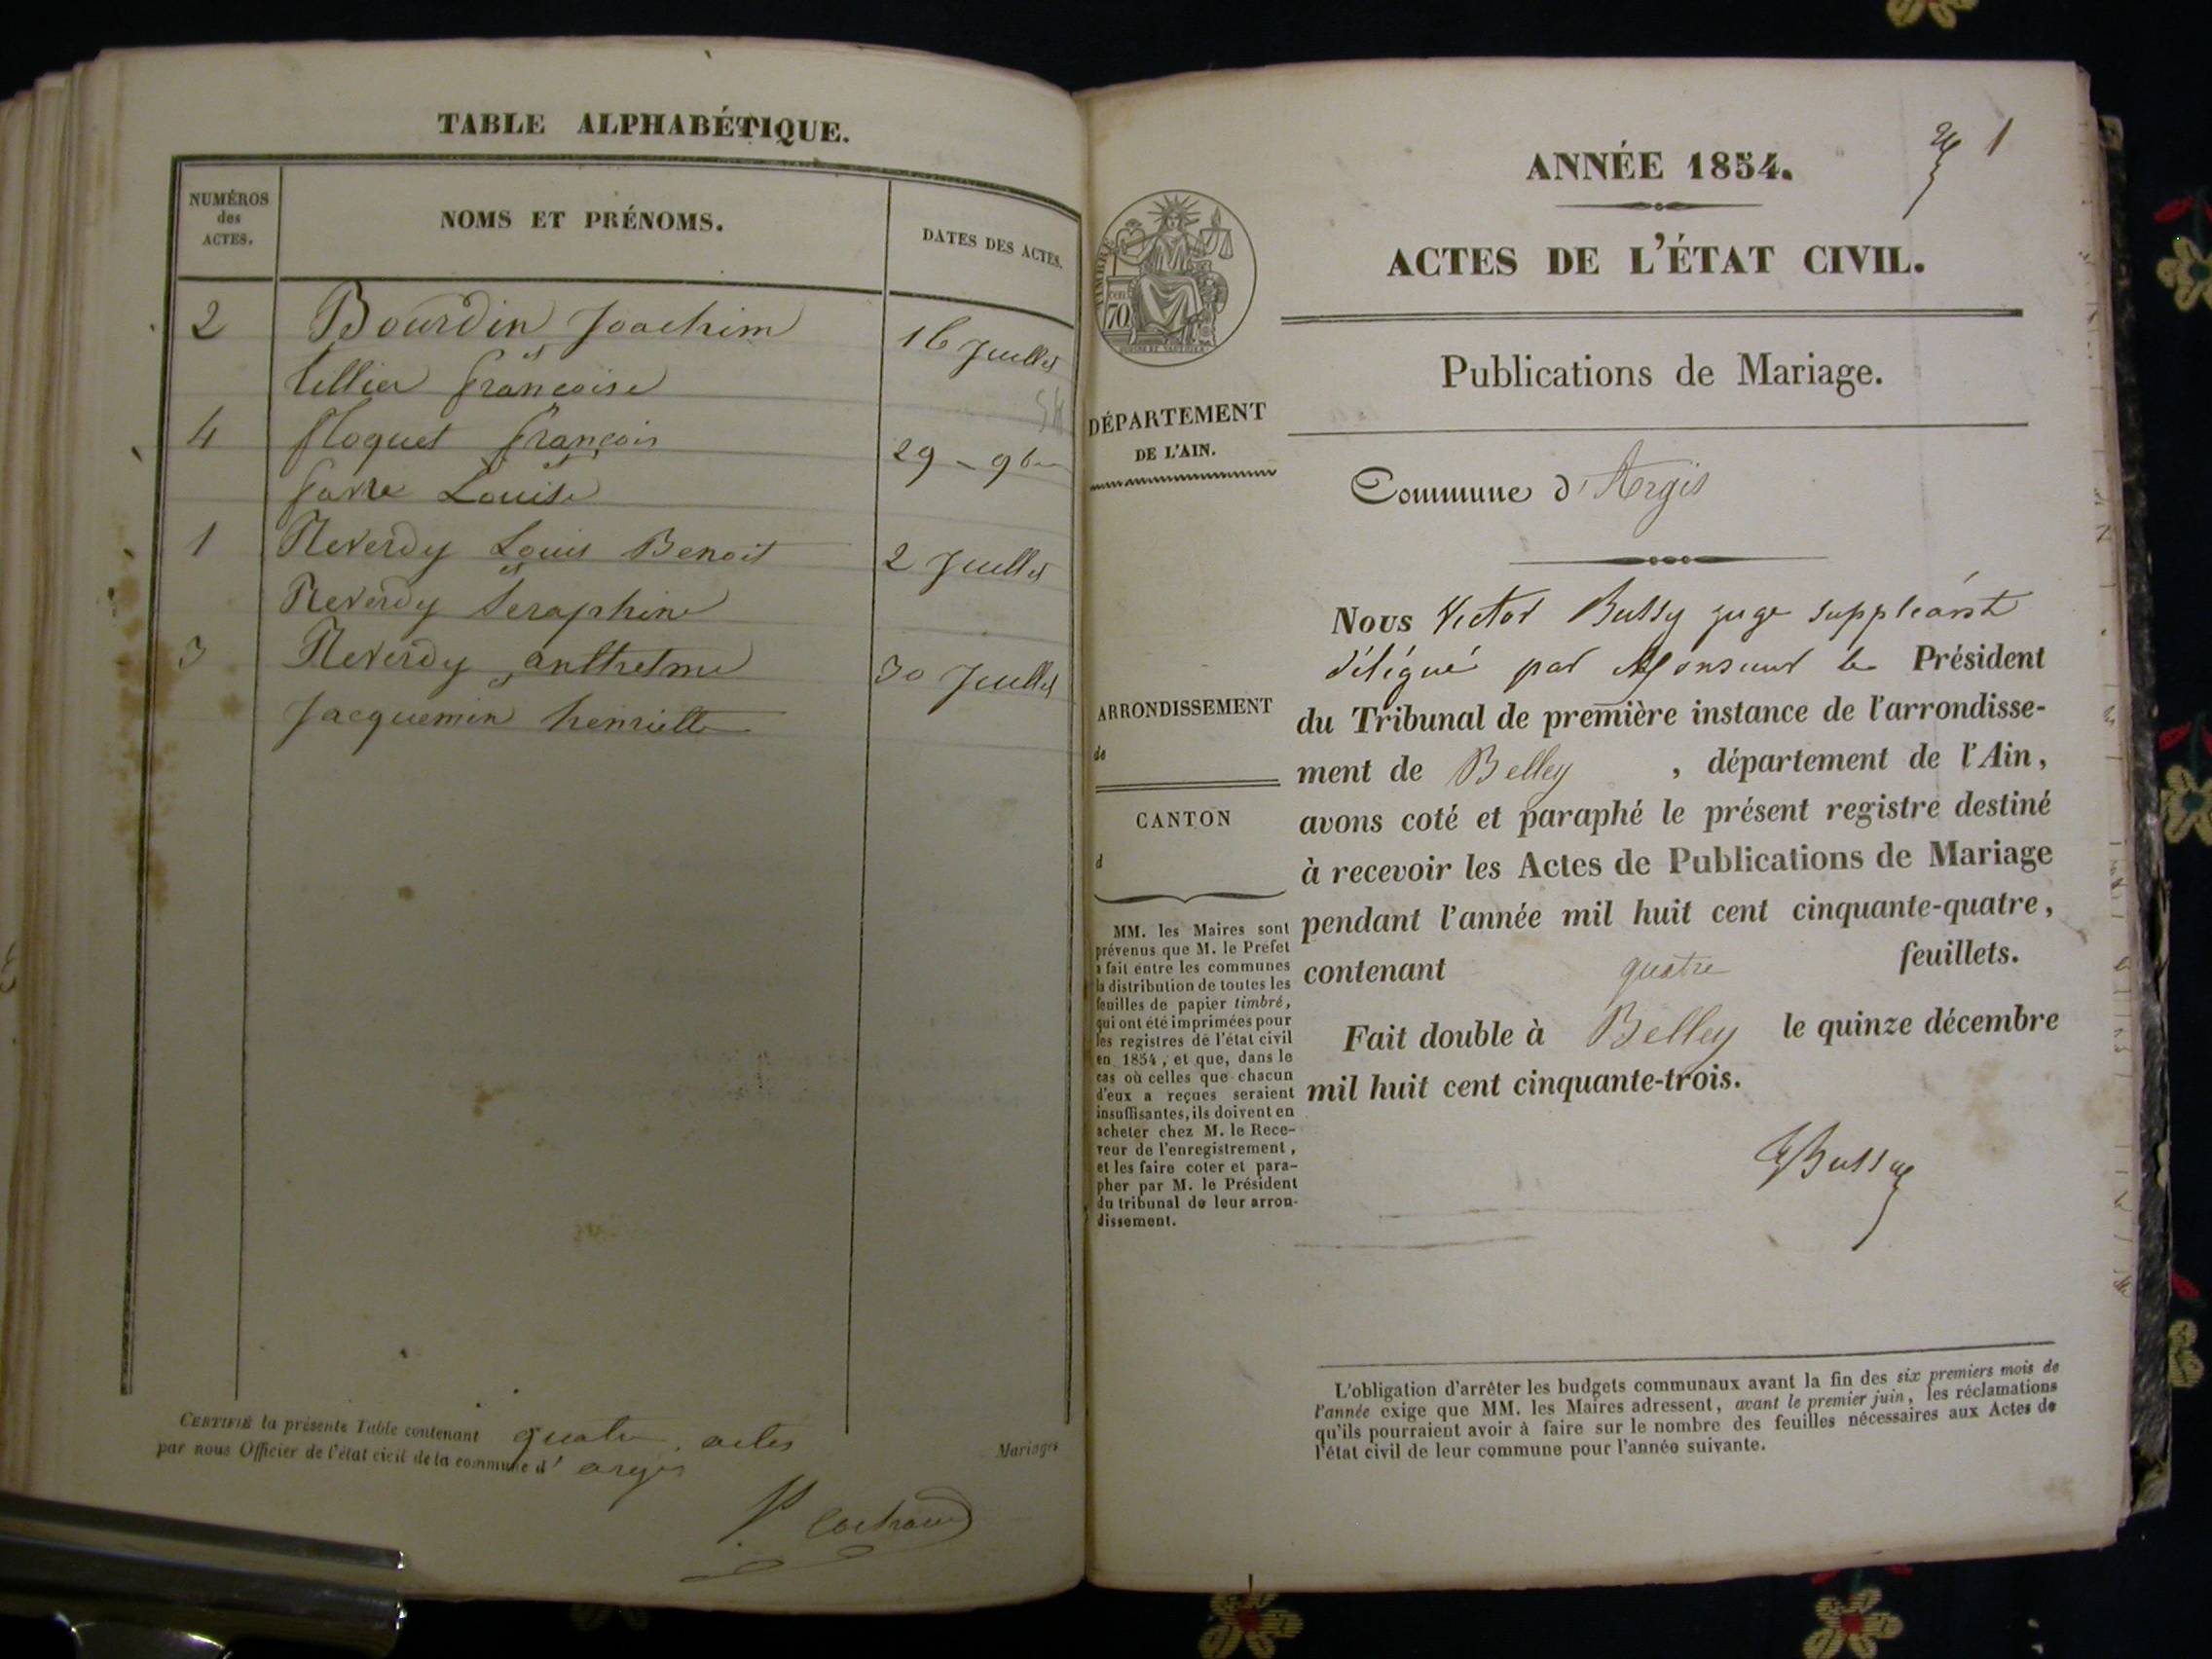 TABLE ALPHABÉTIQUE.
NUMÉROS
des
ACTES.
NOMS ET PRÉNOMS.
DATES DES ACTES.
2 Bourdin Joachim 16 Juillet
et
tillier françoise
4 floquet françois 29 - 9bre
et
favre Louise
1 Reverdy Louis Benoit 2 Juillet
et
Reverdy Seraphine
3 Reverdy anthelme 30 Juillet
et
Jacquemin henriette
CERTIFIÉ la présente Table contenant quatre actes
par nous Officier de l'état civil de la commune d' argis
Mariages
1
ANNÉE 1854.
ACTES DE L'ÉTAT CIVIL.
TIMBRE
cen.
70
Publications de Mariage.
DÉPARTEMENT
DE L'AIN.
Commune d'Argis
ARRONDISSEMENT
de
CANTON
d
MM. les Maires sont
prévenus que M. le Préfet
a fait entre les communes
la distribution de toutes les
feuilles de papier timbré,
qui ont été imprimées pour
les registres de l'état civil
en 1854, et que, dans le
cas où celles que chacun
d'eux a reçues seraient
insuffisantes, ils doivent en
acheter chez M. le Rece-
veur de l'enregistrement,
et les faire coter et para-
pher par M. le Président
du tribunal de leur arron-
dissement.
Nous Victor Bussy juge suppléant
délégué par Monsieur le Président
du Tribunal de première instance de l'arrondisse-
ment de Belley , département de l'Ain,
avons coté et paraphé le présent registre destiné
à recevoir les Actes de Publications de Mariage
pendant l'année mil huit cent cinquante-quatre,
contenant quatre feuillets.
Fait double à Belley le quinze décembre
mil huit cent cinquante-trois.
VBussy
L'obligation d'arrêter les budgets communaux avant la fin des six premiers mois de
l'année exige que MM. les Maires adressent, avant le premier juin, les réclamations
qu'ils pourraient avoir à faire sur le nombre des feuilles nécessaires aux Actes de
l'état civil de leur commune pour l'année suivante.